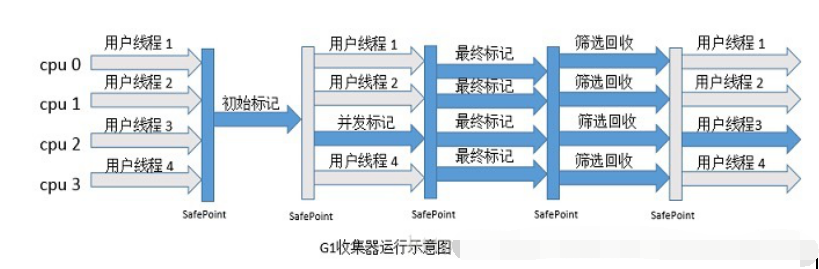 用户线程 1 用户线程 1 最终标记 筛选回收 用户线程 1
cpu 0
用户线程 2 初始标记 用户线程 2 最终标记 筛选回收 用户线程 2
cpu 1
用户线程 3 并发标记 最终标记 筛选回收 用户线程3
cpu 2
用户线程 4 用户线程 4 最终标记 筛选回收 用户线程 4
cpu 3
SafePoint SafePoint SafePoint SafePoint SafePoint
G1收集器运行示意图